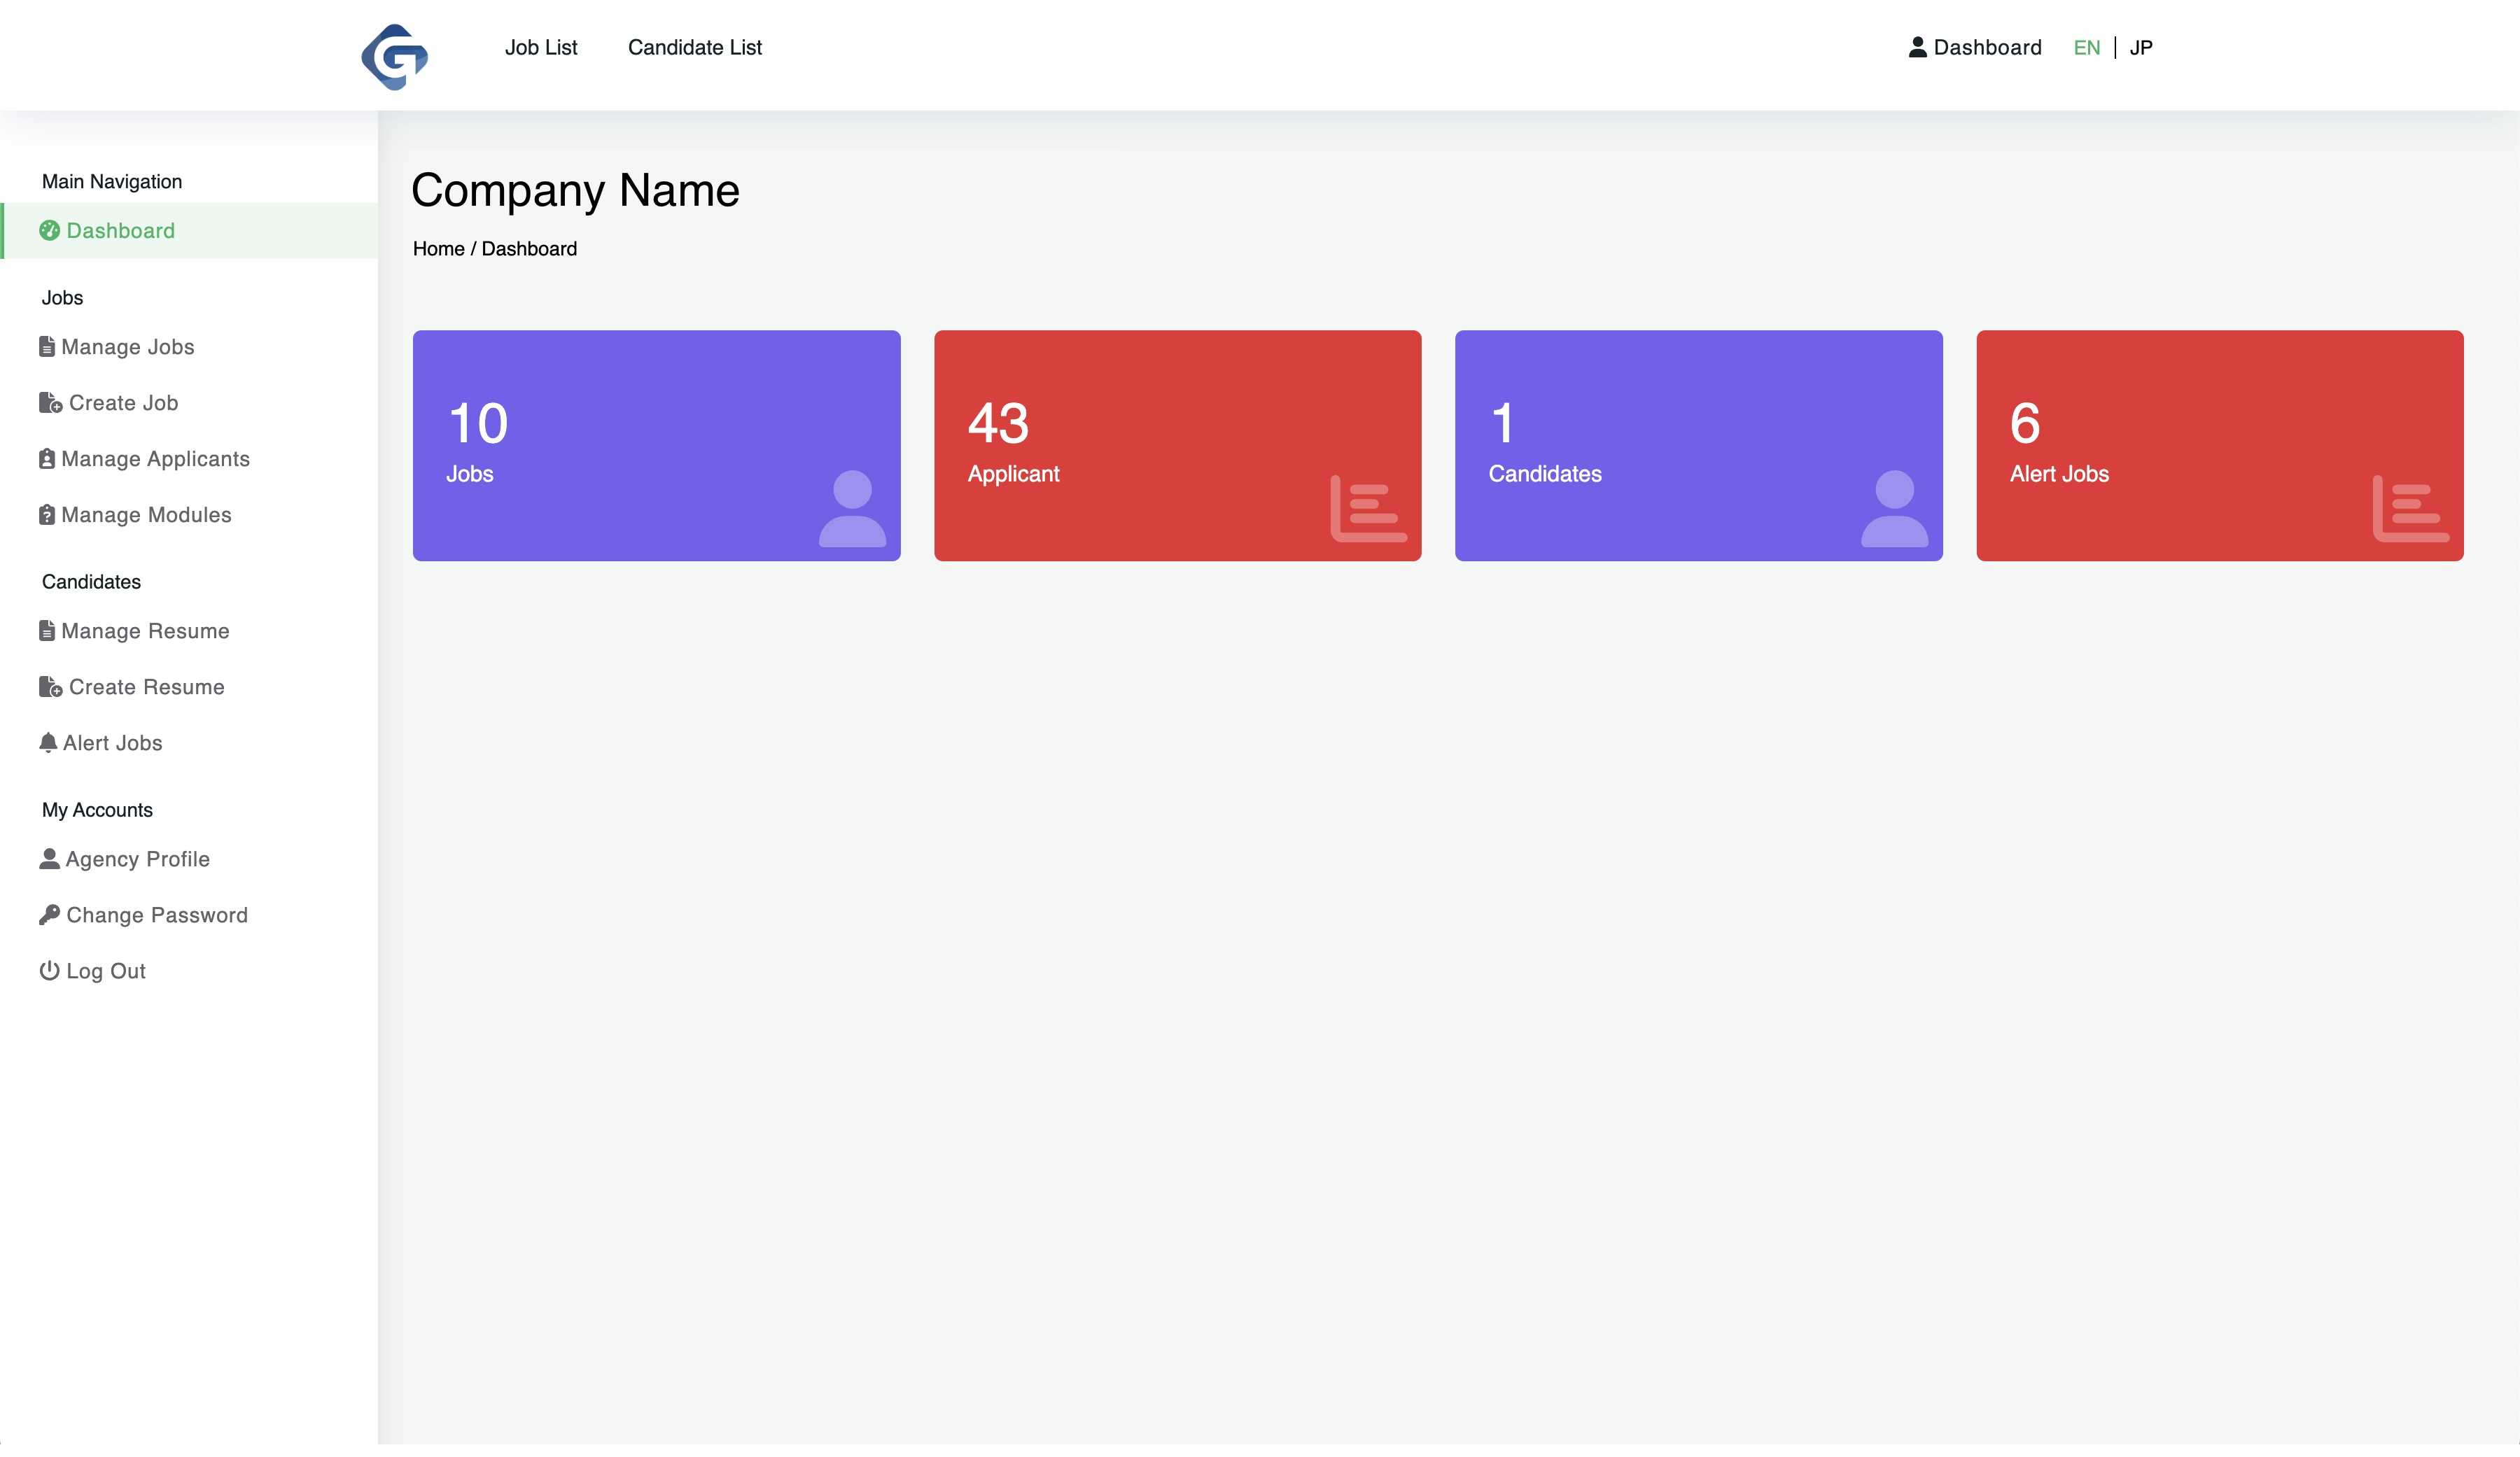 Job List
Candidate List
Dashboard
EN | JP
Main Navigation
Dashboard
Jobs
Manage Jobs
Create Job
Manage Applicants
Manage Modules
Candidates
Manage Resume
Create Resume
Alert Jobs
My Accounts
Agency Profile
Change Password
Log Out
Company Name
Home / Dashboard
10
Jobs
43
Applicant
1
Candidates
6
Alert Jobs